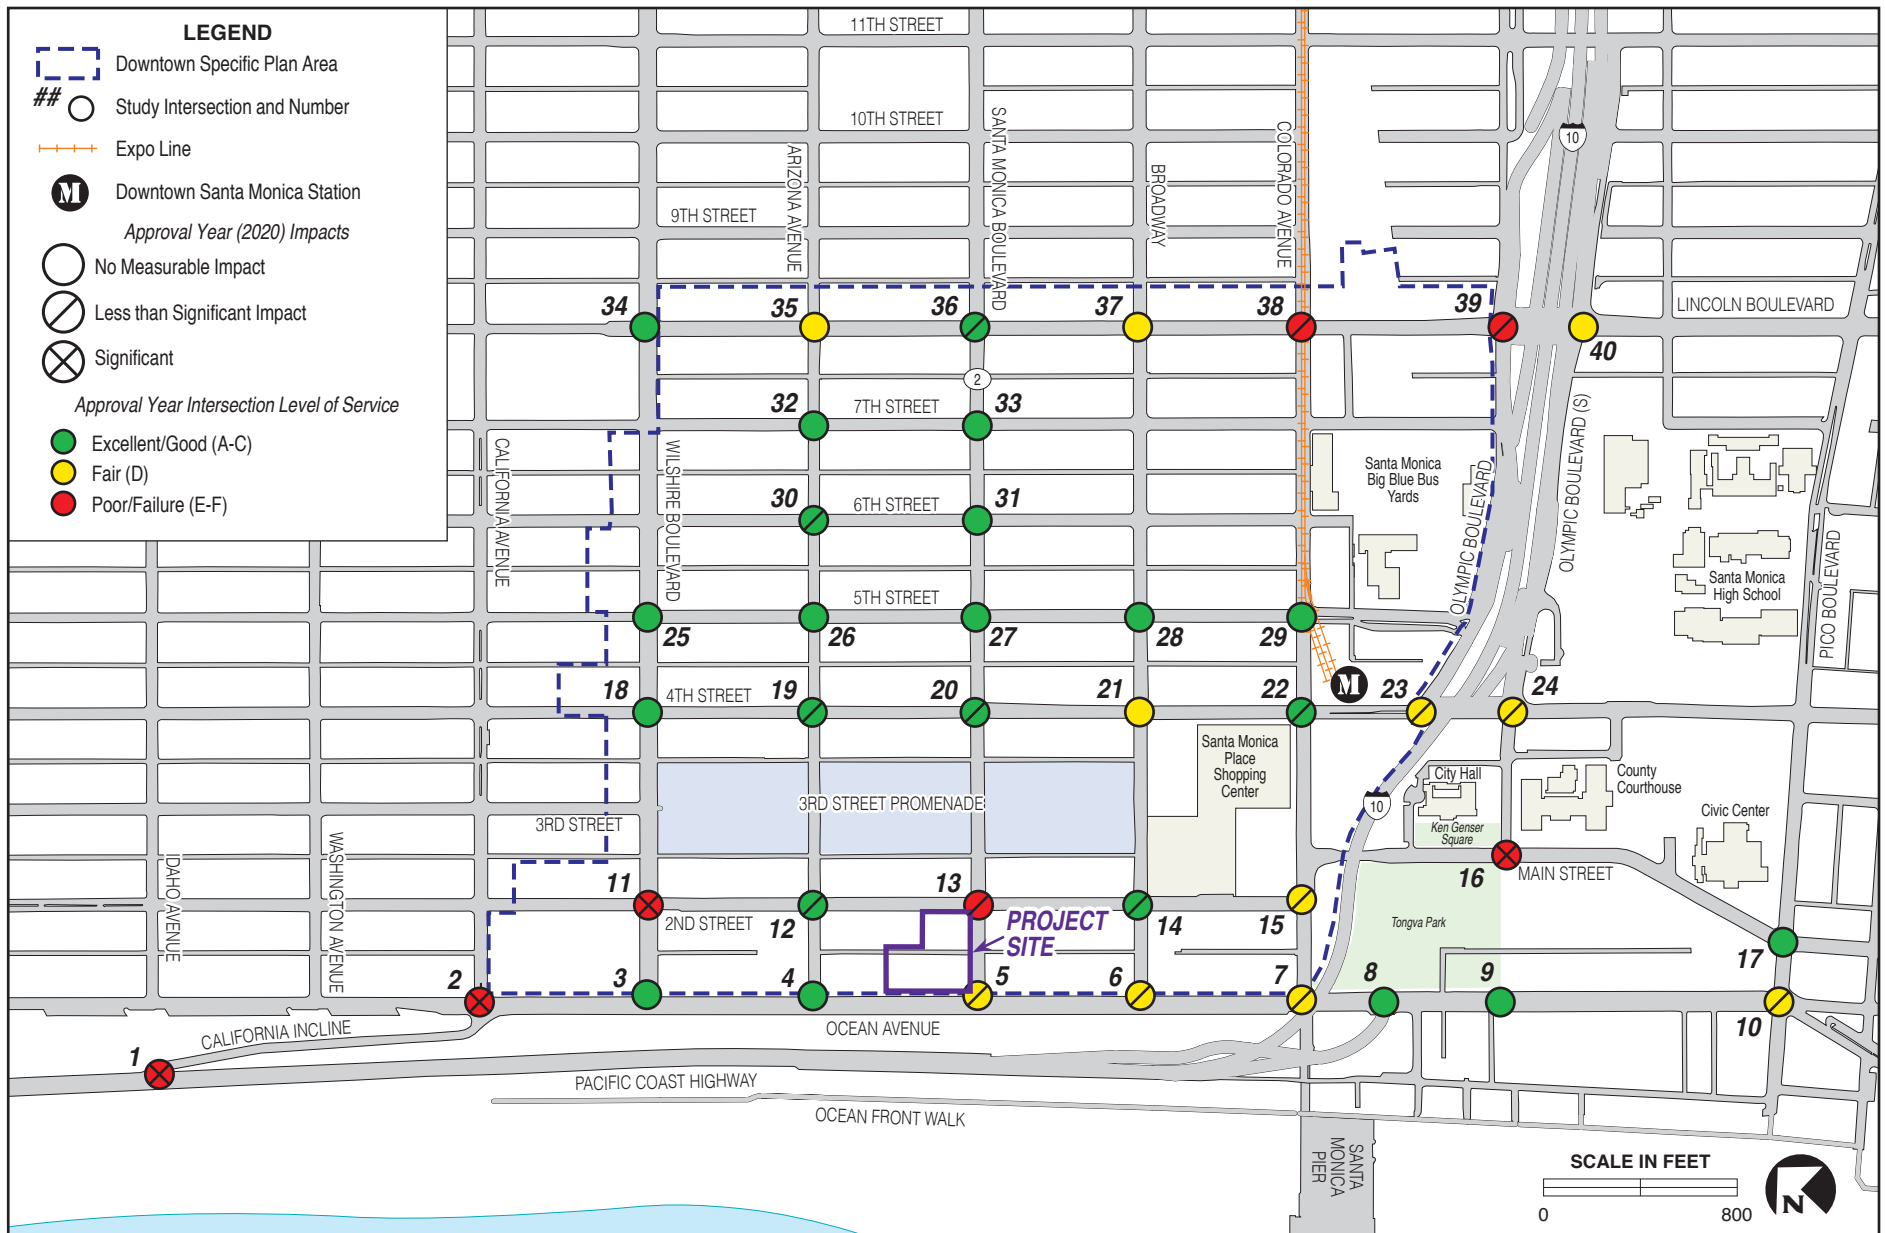 LEGEND
Downtown Specific Plan Area
## Study Intersection and Number
Expo Line
M Downtown Santa Monica Station
Approval Year (2020) Impacts
No Measurable Impact
Less than Significant Impact
Significant
Approval Year Intersection Level of Service
Excellent/Good (A-C)
Fair (D)
Poor/Failure (E-F)
11TH STREET
10TH STREET
9TH STREET
ARIZONA AVENUE
SANTA MONICA BOULEVARD
BROADWAY
COLORADO AVENUE
10
LINCOLN BOULEVARD
34
35
36
37
38
39
40
2
32
7TH STREET
33
30
6TH STREET
31
CALIFORNIA AVENUE
WILSHIRE BOULEVARD
Santa Monica
Big Blue Bus
Yards
OLYMPIC BOULEVARD
OLYMPIC BOULEVARD (S)
Santa Monica
High School
PICO BOULEVARD
5TH STREET
25
26
27
28
29
M
18
4TH STREET
19
20
21
22
23
24
Santa Monica
Place
Shopping
Center
3RD STREET PROMENADE
3RD STREET
10
City Hall
Ken Genser
Square
County
Courthouse
Civic Center
IDAHO AVENUE
WASHINGTON AVENUE
11
2ND STREET
12
13
14
15
16
MAIN STREET
Tongva Park
17
PROJECT
SITE
1
2
3
4
5
6
7
8
9
10
CALIFORNIA INCLINE
OCEAN AVENUE
PACIFIC COAST HIGHWAY
OCEAN FRONT WALK
SANTA
MONICA
PIER
SCALE IN FEET
0
800
N